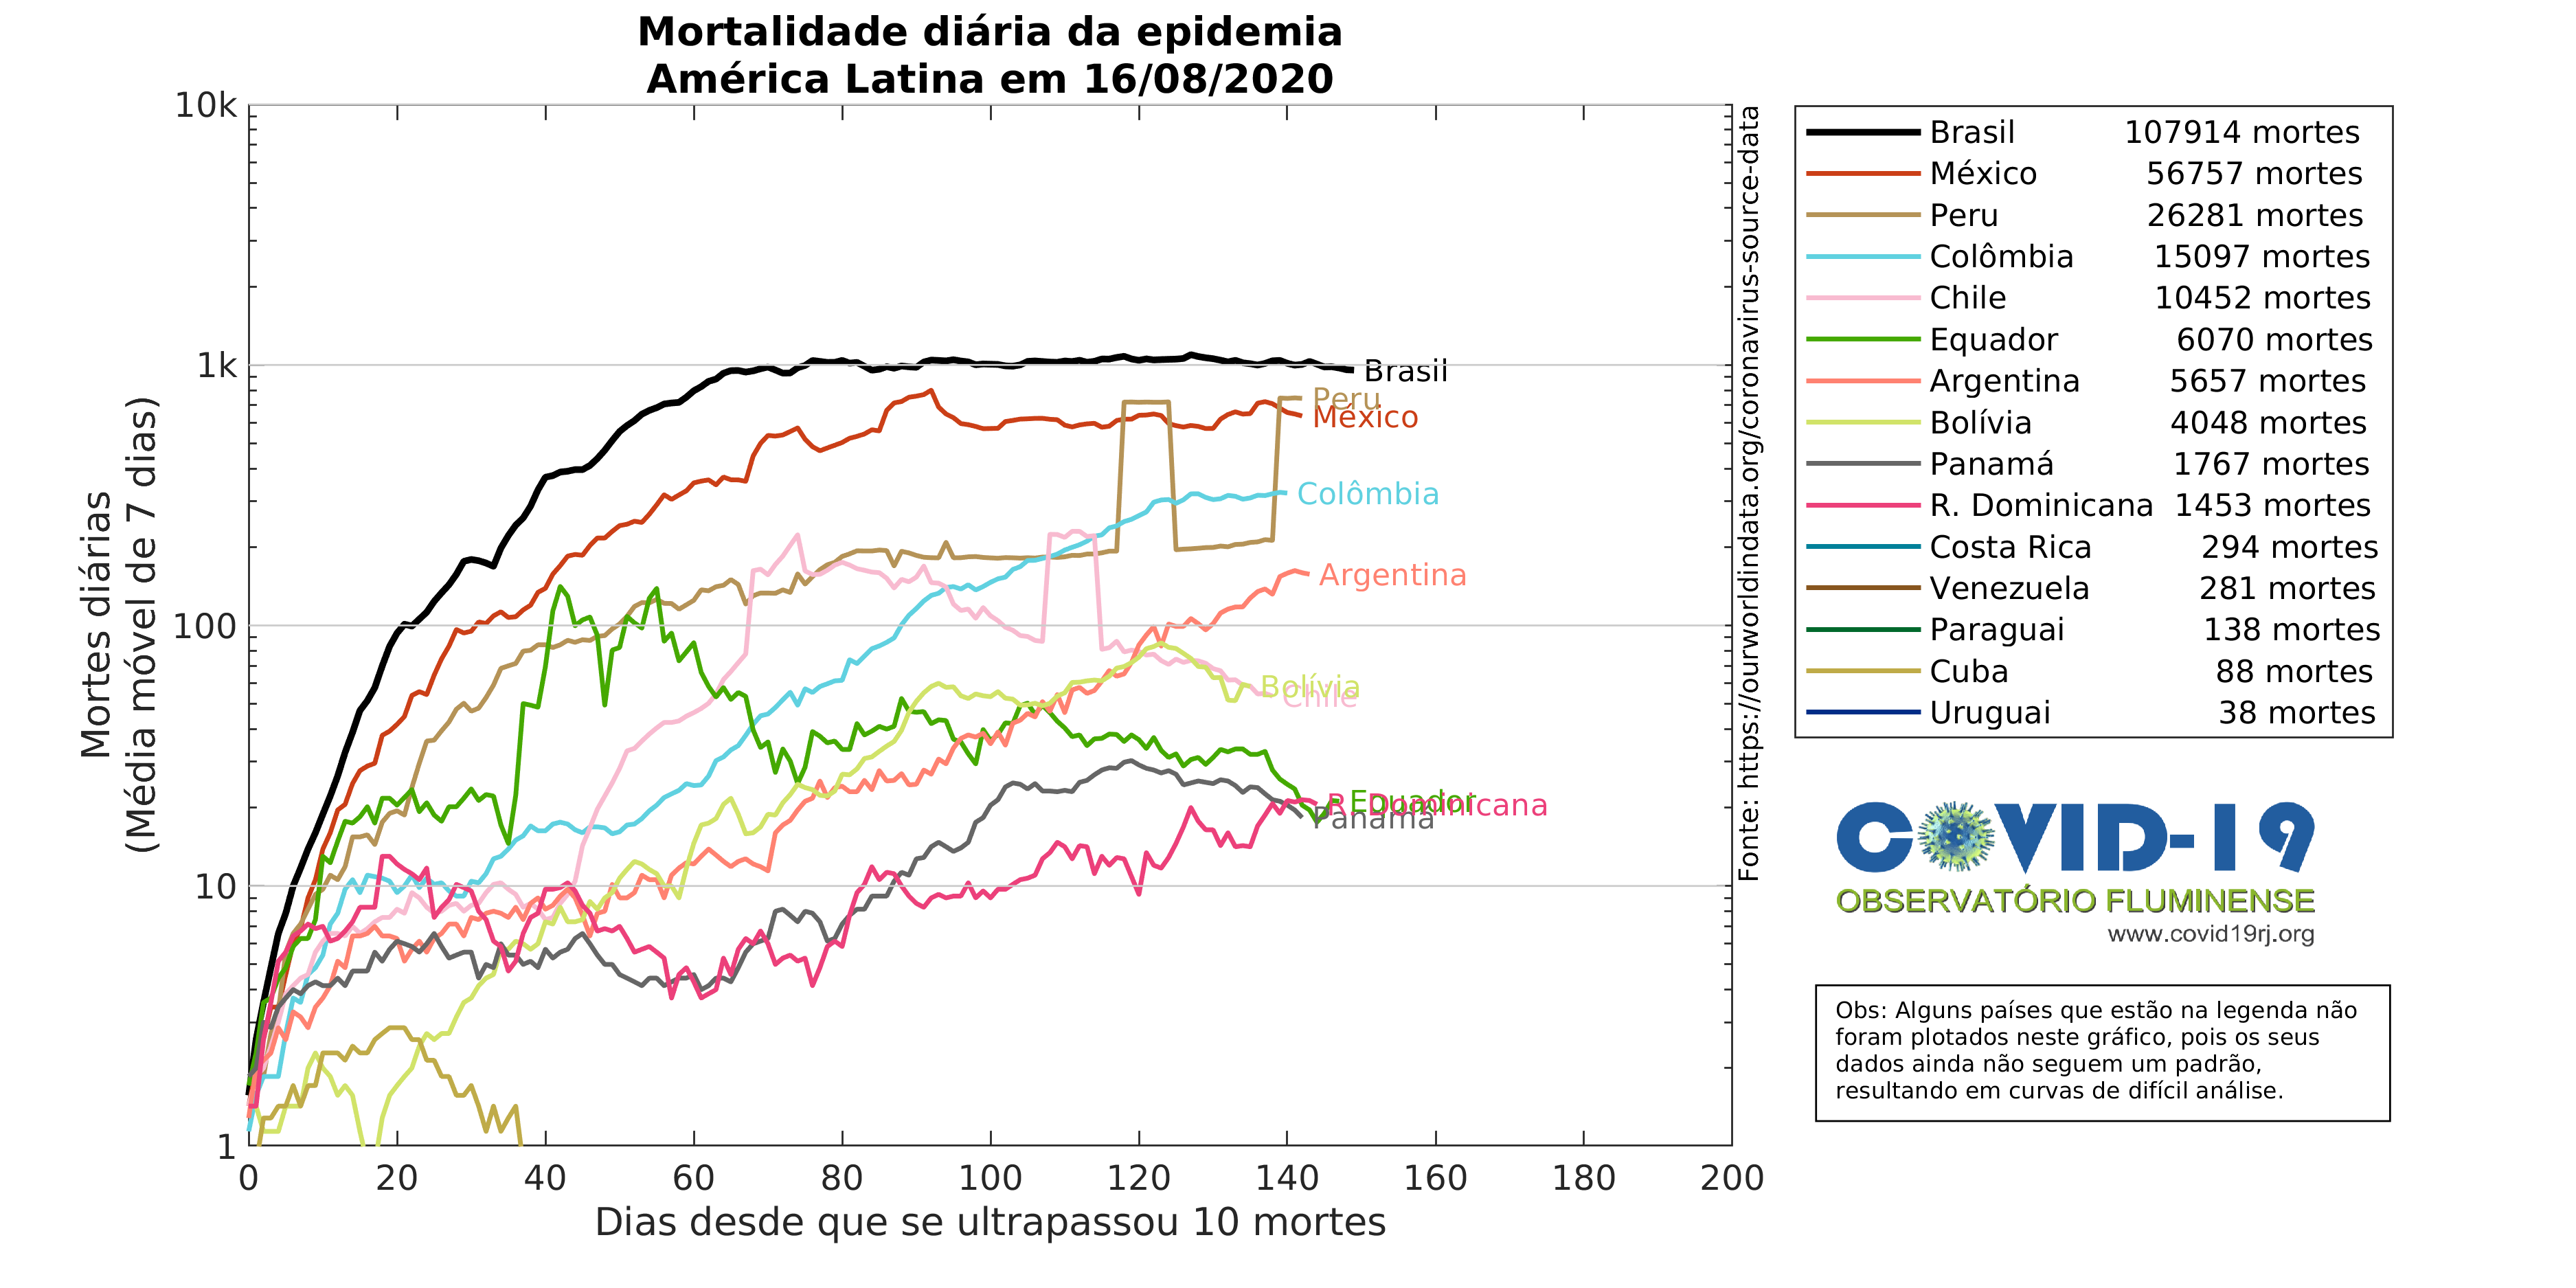 Mortalidade diária da epidemia
América Latina em 16/08/2020
Mortes diárias
(Média móvel de 7 dias)
10k
1k
100
10
1
0 20 40 60 80 100 120 140 160 180 200
Dias desde que se ultrapassou 10 mortes
Brasil
Peru
México
Colômbia
Argentina
Bolívia
Chile
Equador
R. Dominicana
Panamá
Fonte: https://ourworldindata.org/coronavirus-source-data
Brasil 107914 mortes
México 56757 mortes
Peru 26281 mortes
Colômbia 15097 mortes
Chile 10452 mortes
Equador 6070 mortes
Argentina 5657 mortes
Bolívia 4048 mortes
Panamá 1767 mortes
R. Dominicana 1453 mortes
Costa Rica 294 mortes
Venezuela 281 mortes
Paraguai 138 mortes
Cuba 88 mortes
Uruguai 38 mortes
COVID-19
OBSERVATÓRIO FLUMINENSE
www.covid19rj.org
Obs: Alguns países que estão na legenda não
foram plotados neste gráfico, pois os seus
dados ainda não seguem um padrão,
resultando em curvas de difícil análise.